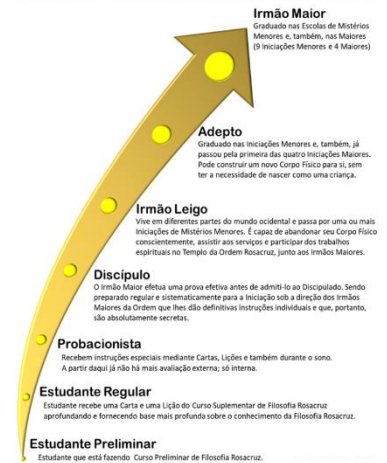 Irmão Maior
Graduado nas Escolas de Mistérios
Menores e, também, nas Maiores
(9 Iniciações Menores e 4 Maiores)
Adepto
Graduado nas Iniciações Menores e, também, já
passou pela primeira das quatro Iniciações Maiores.
Pode construir um novo Corpo Físico para si, sem
ter a necessidade de nascer como uma criança.
Irmão Leigo
Vive em diferentes partes do mundo ocidental e passa por uma ou mais
Iniciações de Mistérios Menores. É capaz de abandonar seu Corpo Físico
conscientemente, assistir aos serviços e participar dos trabalhos
espirituais no Templo da Ordem Rosacruz, junto aos Irmãos Maiores.
Discípulo
O Irmão Maior efetua uma prova efetiva antes de admiti-lo ao Discipulado. Sendo
preparado regular e sistematicamente para a Iniciação sob a direção dos Irmãos
Maiores da Ordem que lhes dão definitivas instruções individuais e que, portanto,
são absolutamente secretas.
Probacionista
Recebem instruções especiais mediante Cartas, Lições e também durante o sono.
A partir daqui já não há mais avaliação externa; só interna.
Estudante Regular
Estudante recebe uma Carta e uma Lição do Curso Suplementar de Filosofia Rosacruz
aprofundando e fornecendo base mais profunda sobre o conhecimento da Filosofia Rosacruz.
Estudante Preliminar
Estudante que está fazendo Curso Preliminar de Filosofia Rosacruz.